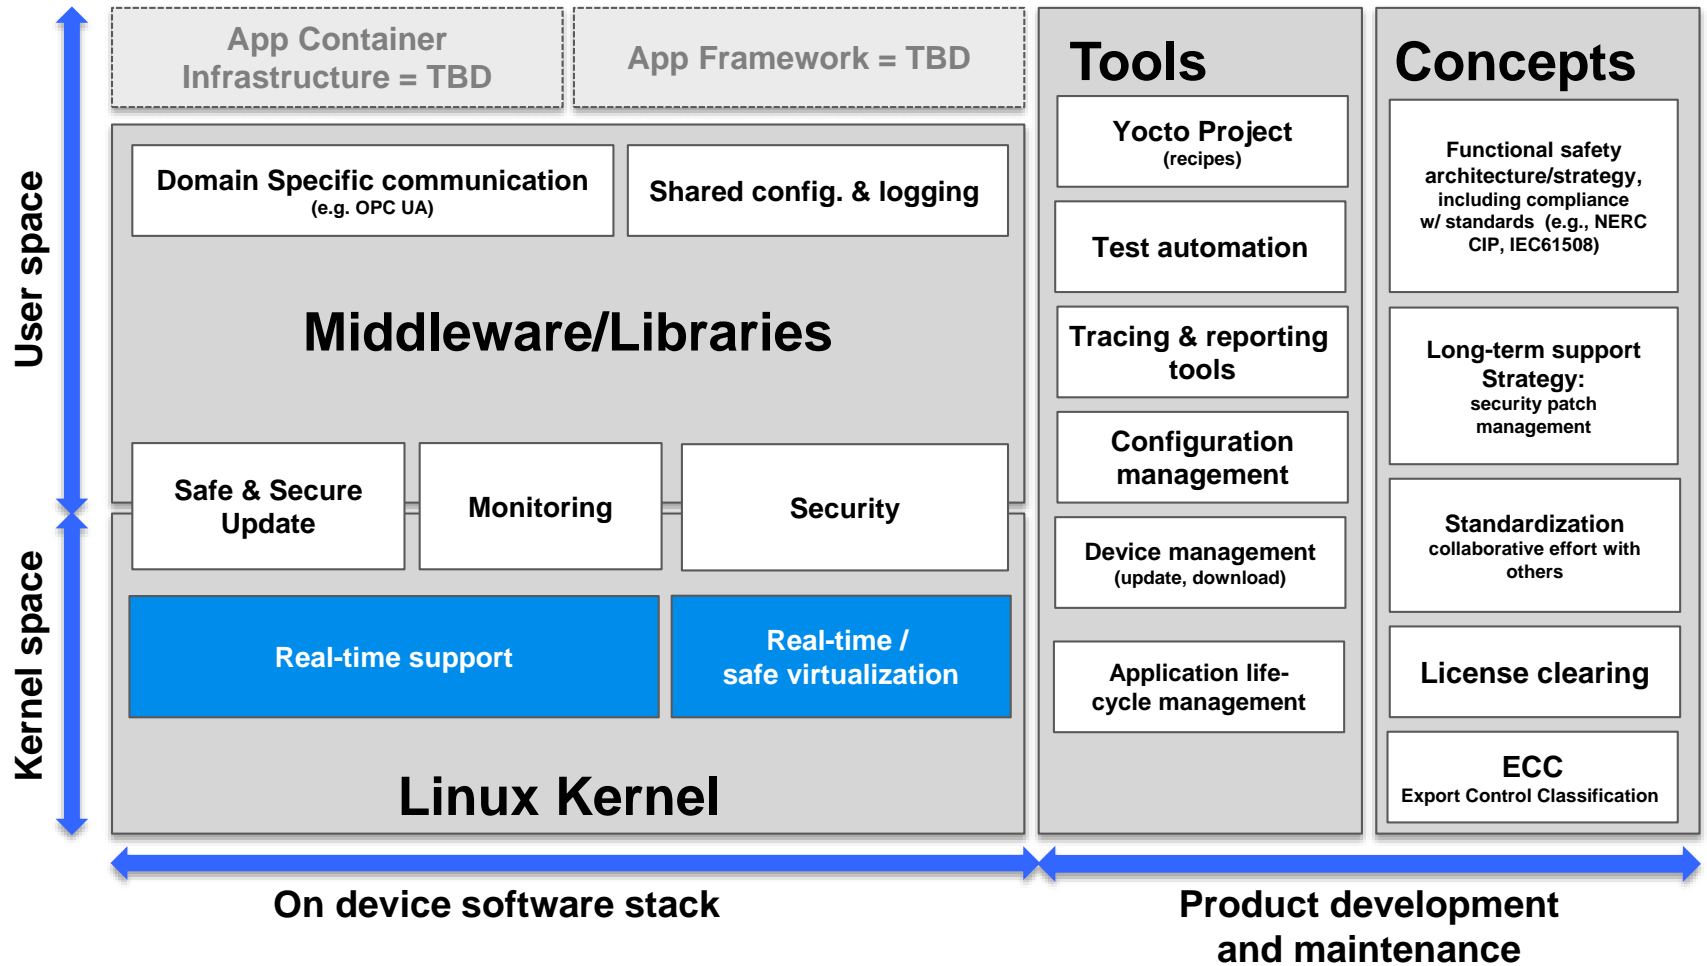 User space
Kernel space
App Container
Infrastructure = TBD
App Framework = TBD
Domain Specific communication
(e.g. OPC UA)
Shared config. & logging
Middleware/Libraries
Safe & Secure
Update
Monitoring
Security
Real-time support
Real-time /
safe virtualization
Linux Kernel
On device software stack
Tools
Yocto Project
(recipes)
Test automation
Tracing & reporting
tools
Configuration
management
Device management
(update, download)
Application life-
cycle management
Concepts
Functional safety
architecture/strategy,
including compliance
w/ standards (e.g., NERC
CIP, IEC61508)
Long-term support
Strategy:
security patch
management
Standardization
collaborative effort with
others
License clearing
ECC
Export Control Classification
Product development
and maintenance